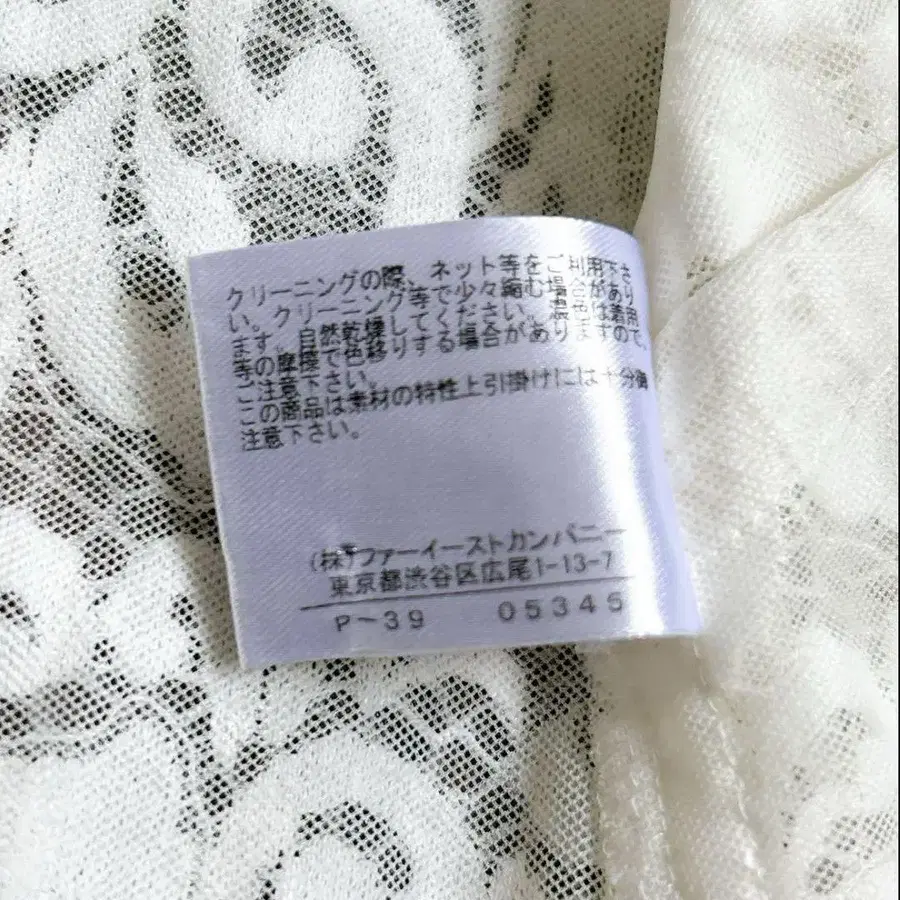 クリーニングの際、ネット等をご利用下さ
い。クリーニング等で少々縮む場合があり
ます。自然乾燥してください。濃色は着用
等の摩擦で色移りする場合がありますので、
ご注意下さい。
この商品は素材の特性上引掛けには十分御
注意下さい。
(株)ファーイーストカンパニー
東京都渋谷区広尾1-13-7
P-39 05345